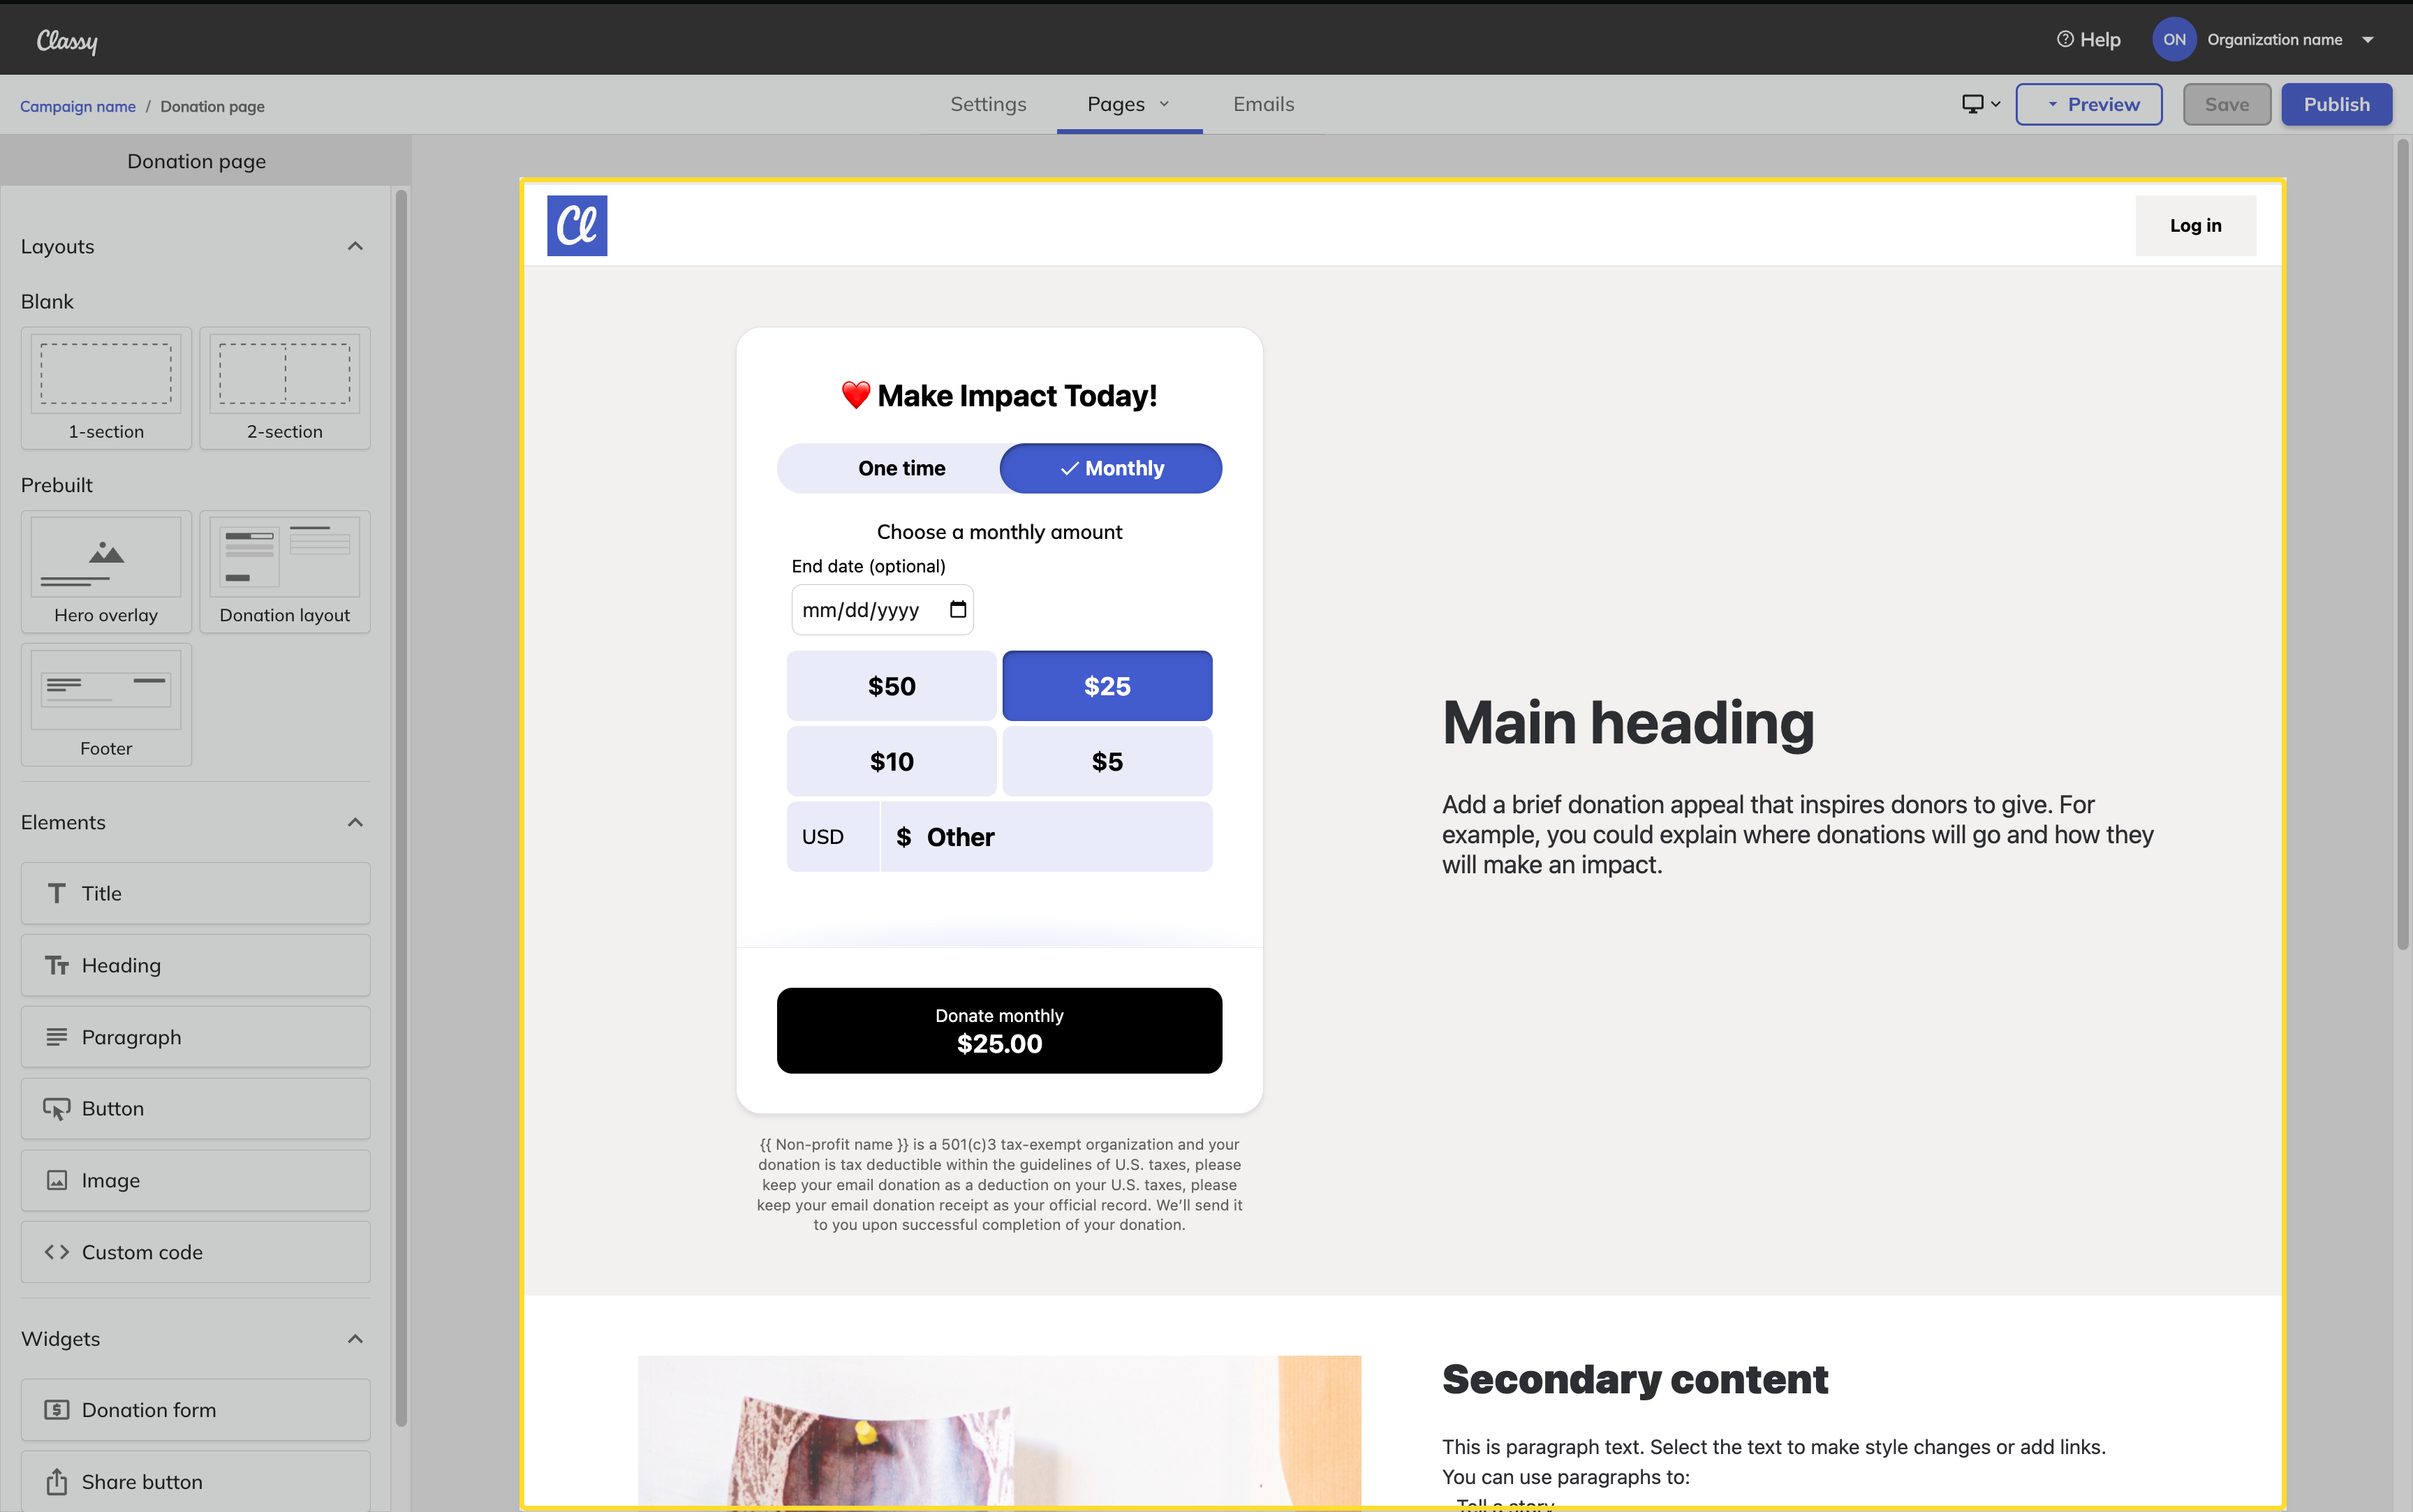 Classy
Help
ON
Organization name
Campaign name / Donation page
Settings
Pages
Emails
Preview
Save
Publish
Donation page
Layouts
Blank
1-section
2-section
Prebuilt
Hero overlay
Donation layout
Footer
Elements
Title
Heading
Paragraph
Button
Image
Custom code
Widgets
Donation form
Share button
Cl
Log in
❤️ Make Impact Today!
One time
Monthly
Choose a monthly amount
End date (optional)
mm/dd/yyyy
$50
$25
$10
$5
USD
$ Other
Donate monthly
$25.00
{{ Non-profit name }} is a 501(c)3 tax-exempt organization and your
donation is tax deductible within the guidelines of U.S. taxes, please
keep your email donation as a deduction on your U.S. taxes, please
keep your email donation receipt as your official record. We'll send it
to you upon successful completion of your donation.
Main heading
Add a brief donation appeal that inspires donors to give. For
example, you could explain where donations will go and how they
will make an impact.
Secondary content
This is paragraph text. Select the text to make style changes or add links.
You can use paragraphs to:
Tell a story